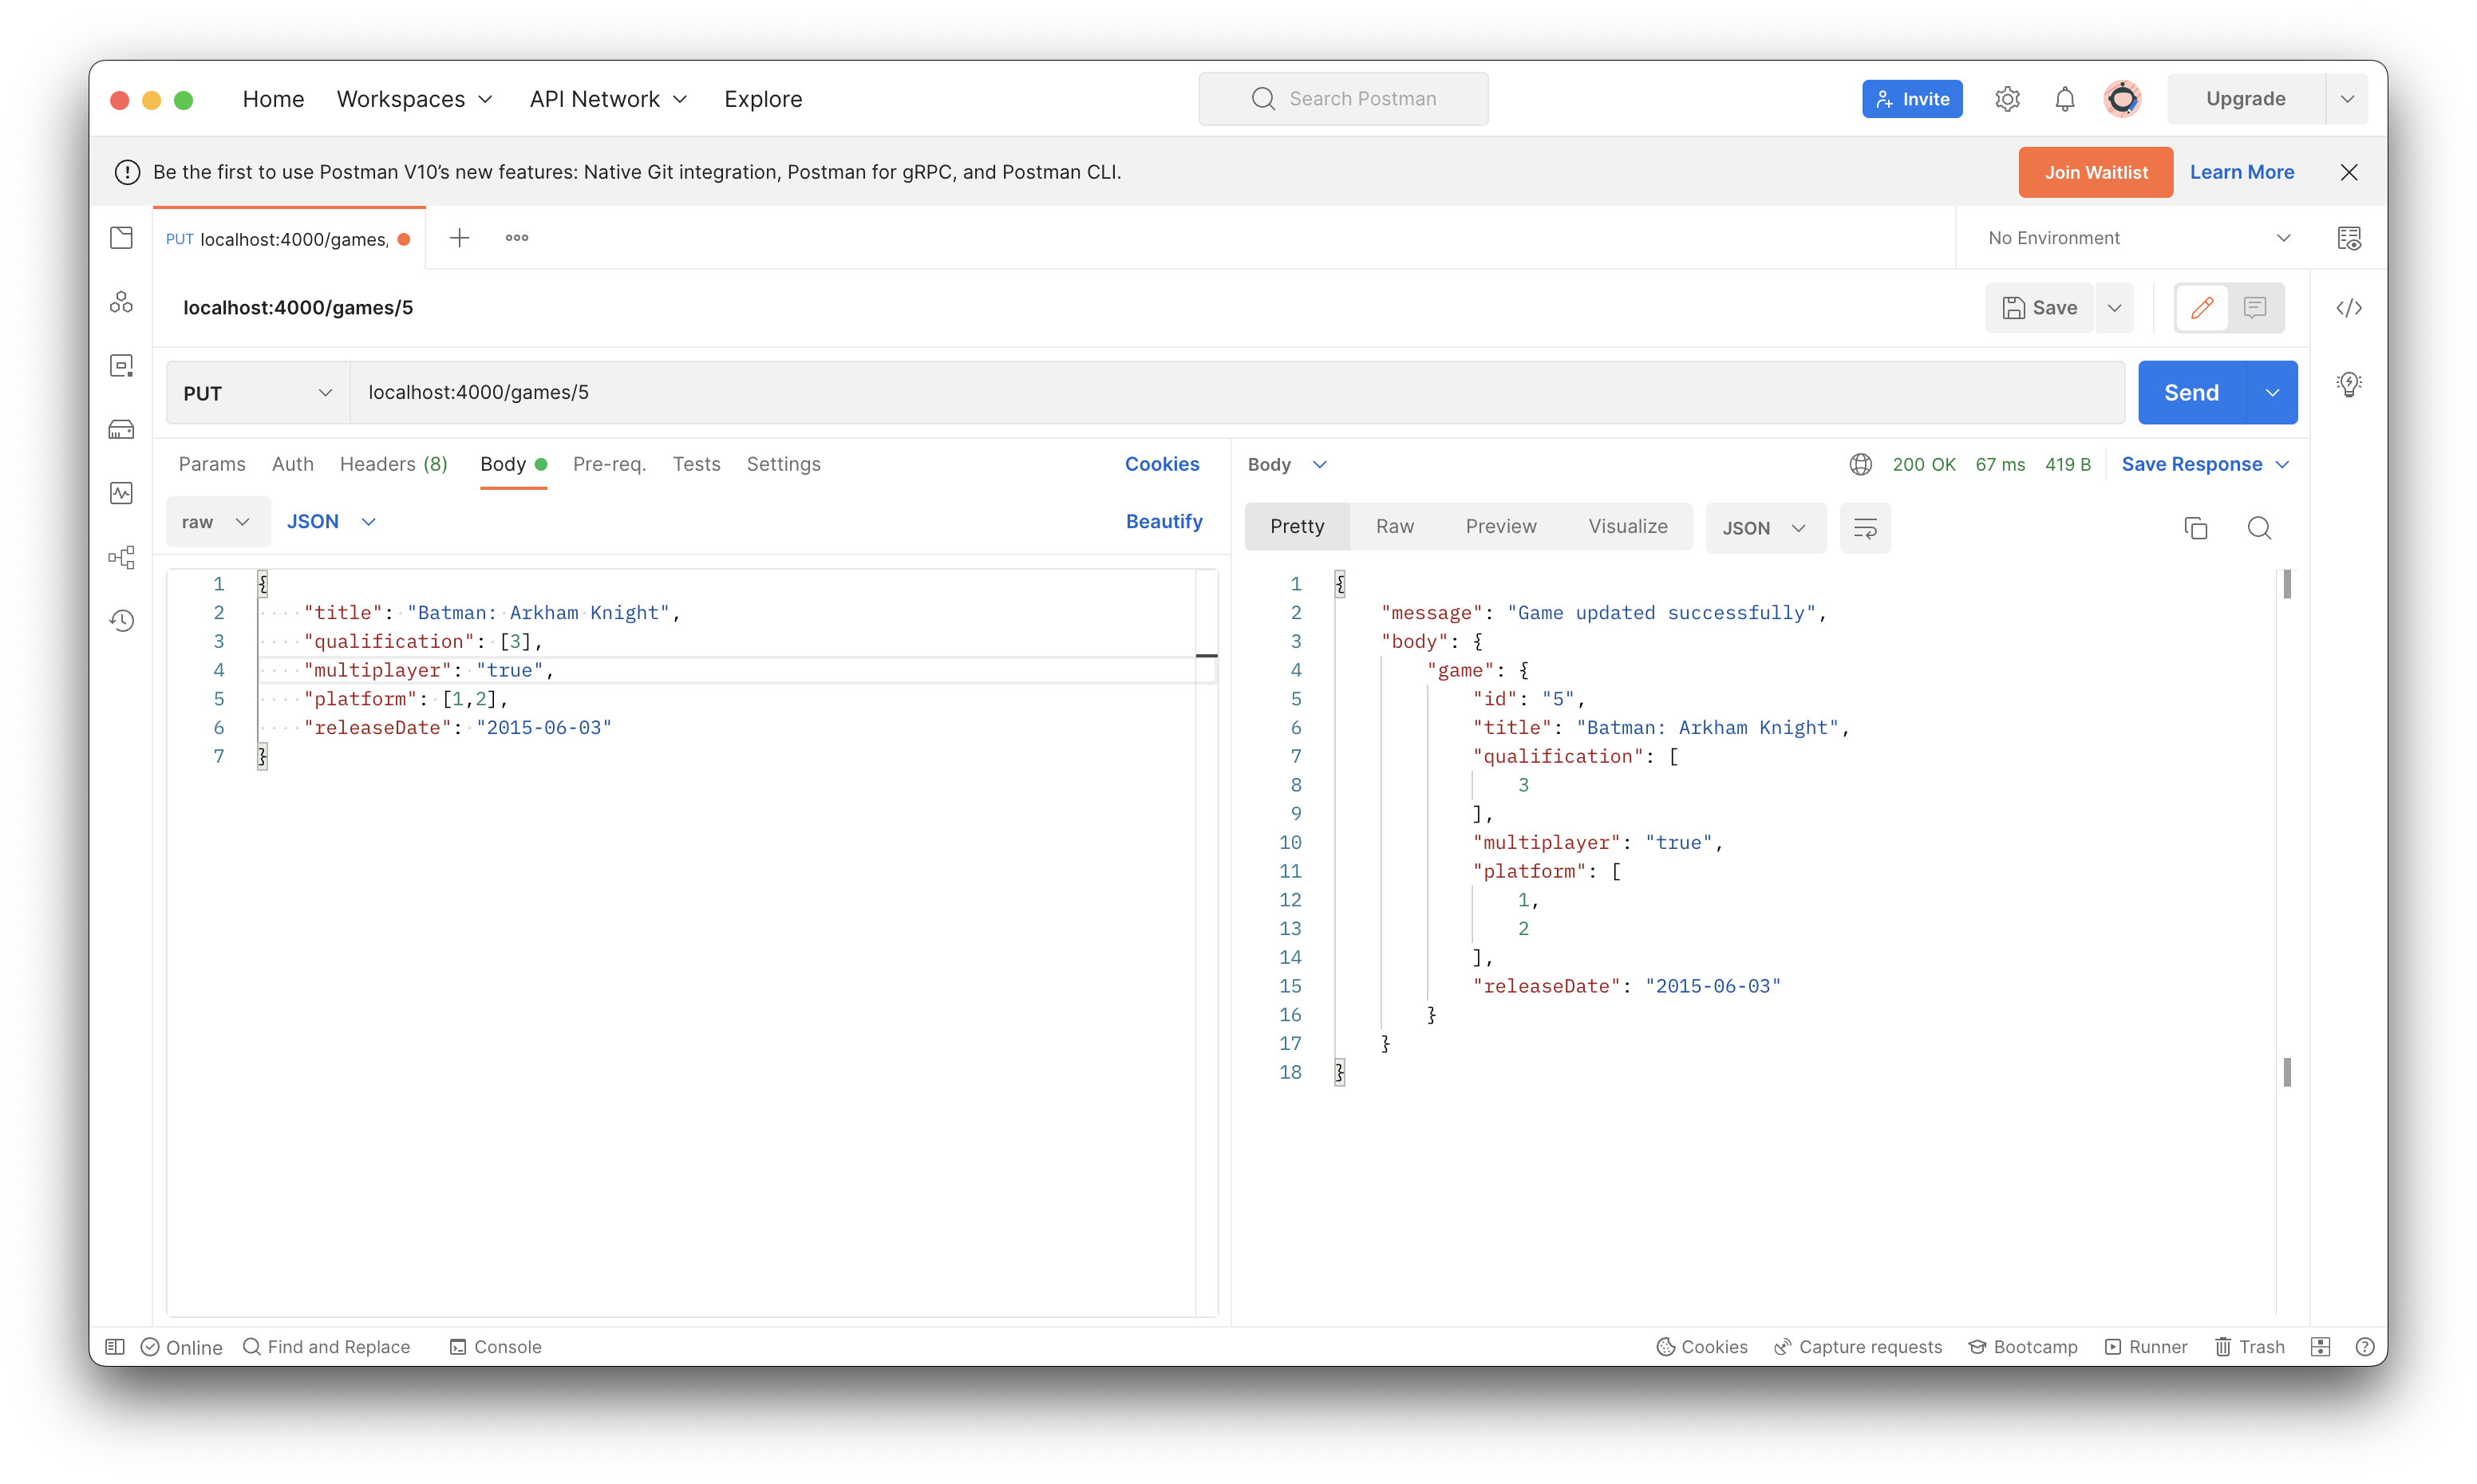 Home Workspaces API Network Explore Search Postman Invite Upgrade
Be the first to use Postman V10’s new features: Native Git integration, Postman for gRPC, and Postman CLI. Join Waitlist Learn More
PUT localhost:4000/games, No Environment
localhost:4000/games/5 Save
PUT localhost:4000/games/5 Send
Params Auth Headers (8) Body Pre-req. Tests Settings Cookies
raw JSON Beautify
1 {
2 "title": "Batman: Arkham Knight",
3 "qualification": [3],
4 "multiplayer": "true",
5 "platform": [1,2],
6 "releaseDate": "2015-06-03"
7 }
Body 200 OK 67 ms 419 B Save Response
Pretty Raw Preview Visualize JSON
1 {
2 "message": "Game updated successfully",
3 "body": {
4 "game": {
5 "id": "5",
6 "title": "Batman: Arkham Knight",
7 "qualification": [
8 3
9 ],
10 "multiplayer": "true",
11 "platform": [
12 1,
13 2
14 ],
15 "releaseDate": "2015-06-03"
16 }
17 }
18 }
Online Find and Replace Console Cookies Capture requests Bootcamp Runner Trash